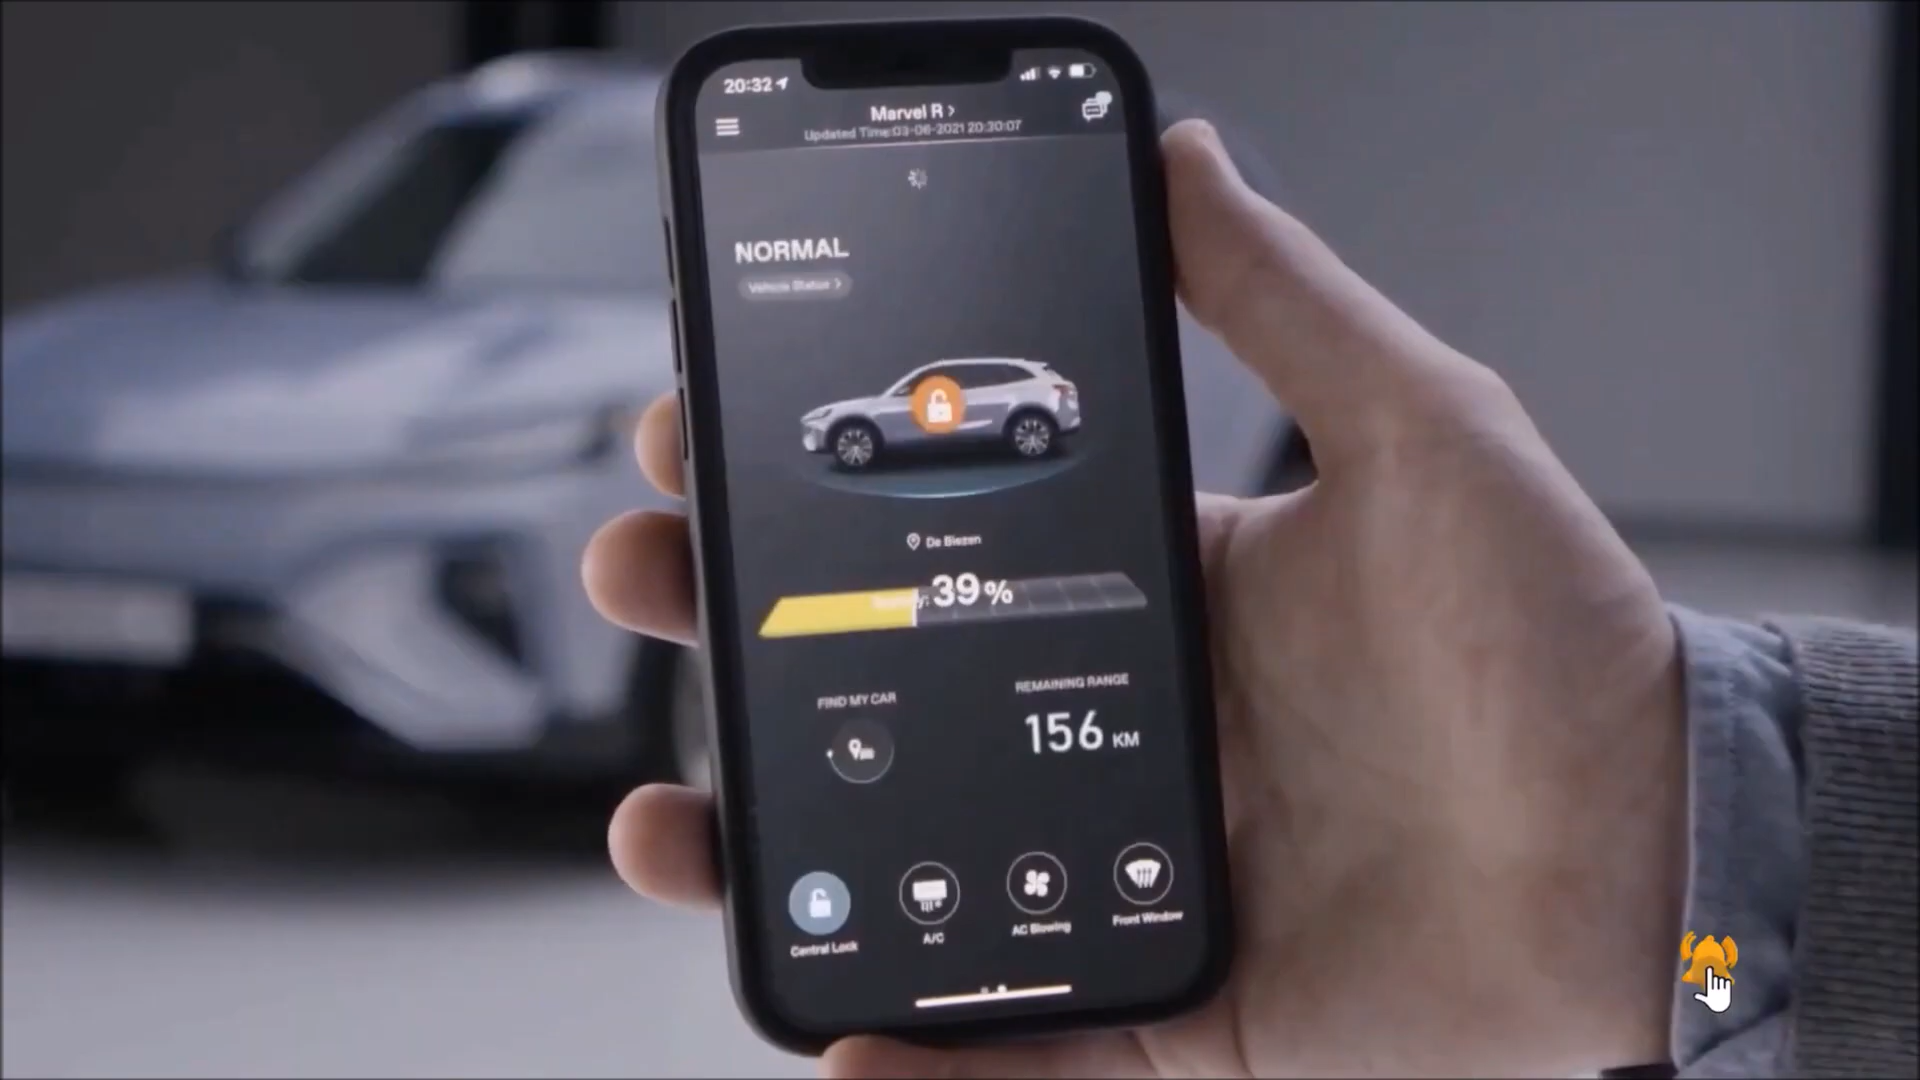 20:32
Marvel R >
Updated Time:03-06-2021 20:30:07
NORMAL
Vehicle Status >
De Biezen
39%
FIND MY CAR
REMAINING RANGE
156 KM
Central Lock
A/C
AC Blowing
Front Window